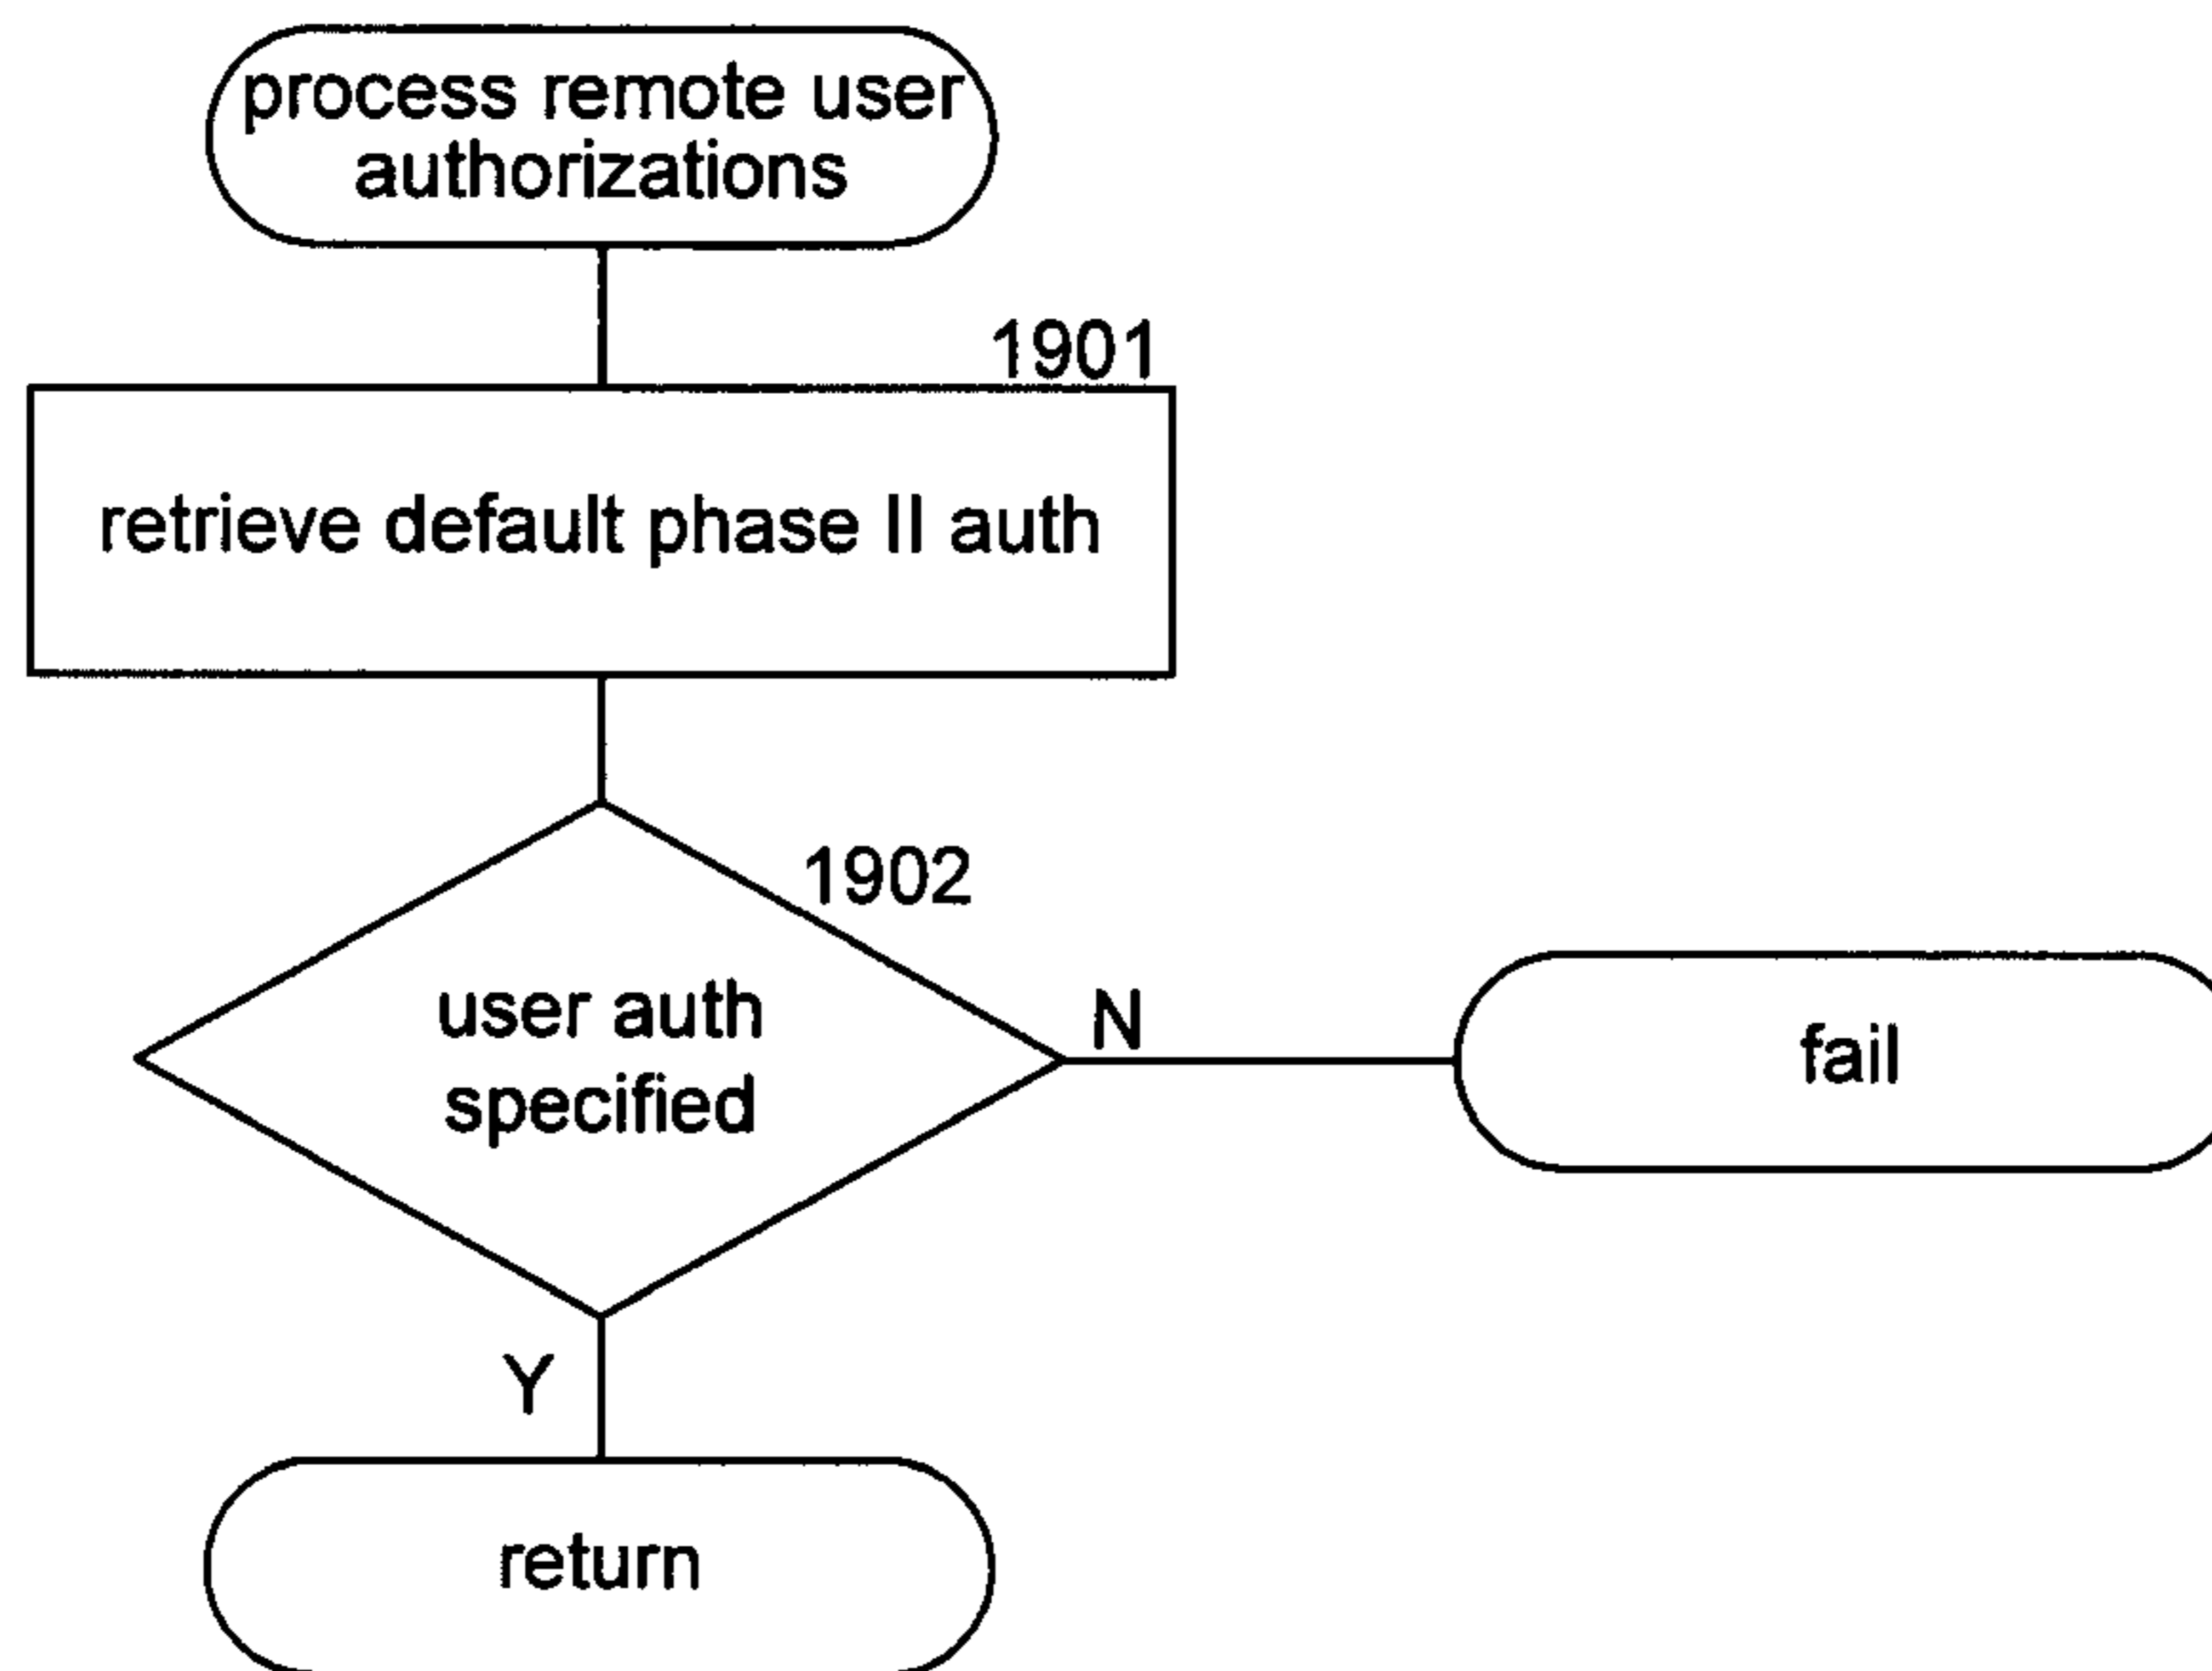 process remote user
authorizations
1901
retrieve default phase II auth
1902
user auth
specified
N
fail
Y
return